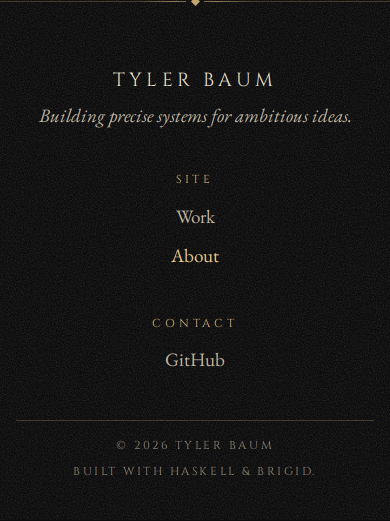 TYLER BAUM
Building precise systems for ambitious ideas.
SITE
Work
About
CONTACT
GitHub
© 2026 TYLER BAUM
BUILT WITH HASKELL & BRIGID.